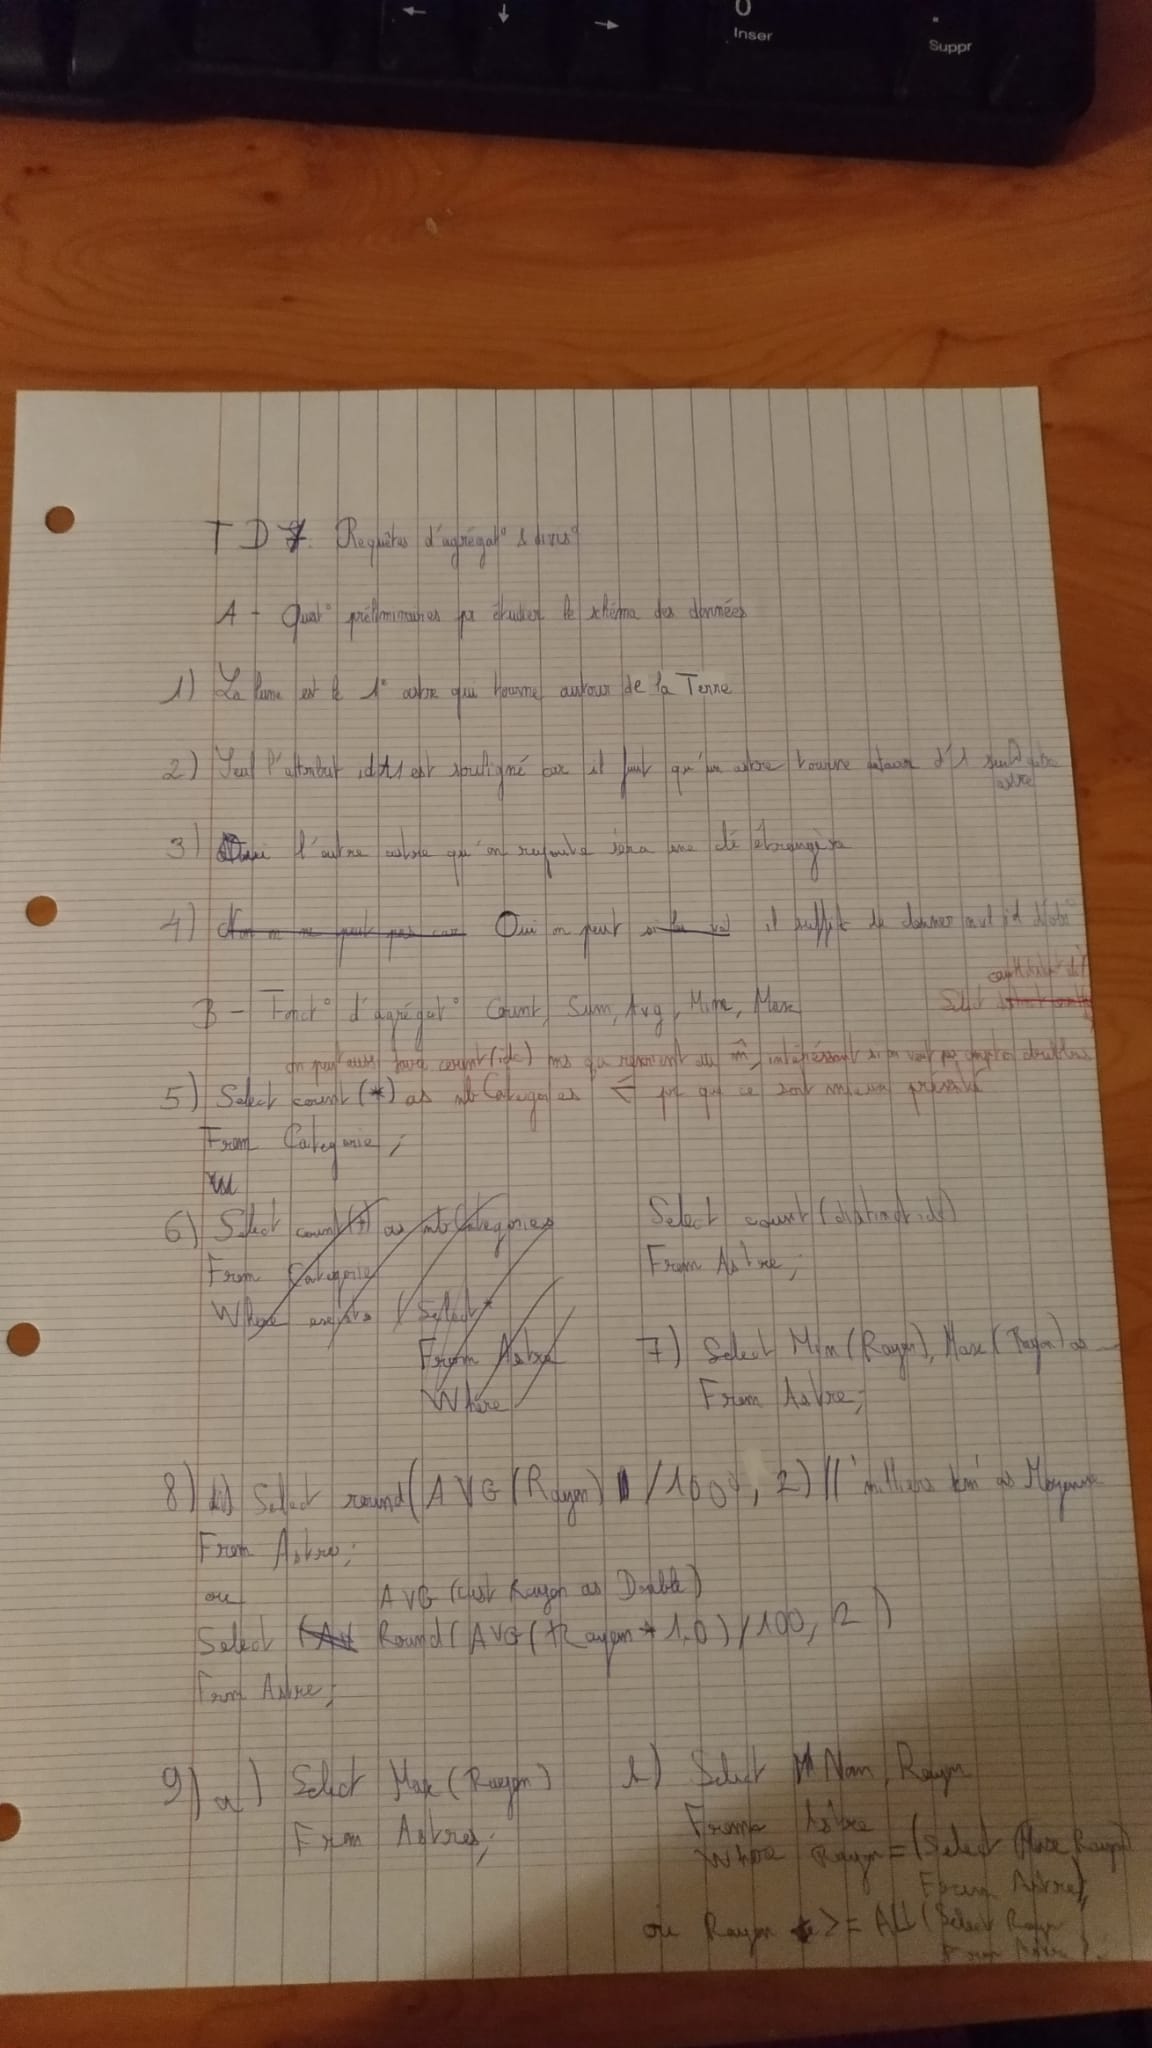 Inser
Suppr
TD 7. Requêtes d'agrégat° & divis°
A - Quest° préliminaires pr étudier le schéma des données
1) La lune est le 1° astre qui tourne autour de la Terre
2) Seul l'attribut idA1 est souligné car il faut qu'un astre tourne autour d'1 seul autre
astre
3) Oui l'autre astre qu'on rajoute sera une clé étrangère
4) Non on ne peut pas car Oui on peut si la val il suffit de donner null id
B - Fonct° d'agrégat° Count, Sum, Avg, Mine, Max
Select
on peut aussi faire count(idc) ms ça revient au m̂, intéressant si on veut pas compter doublons
5) Select count(*) as nbCategories ← pr que ce soit mieux présenté
From Categorie;
6) Select count(*) as nbCategories
From Categorie
Where exists (Select *
From Astre
Where
Select count(distinct idc)
From Astre;
7) Select Min(Rayon), Max(Rayon) as
From Astre;
8) Select round(AVG(Rayon) /1000, 2) || 'milliers km' as Moyenne
From Astre;
ou AVG (cast Rayon as Double)
Select Round(AVG(Rayon * 1.0)/100, 2)
From Astre;
9) a) Select Max(Rayon)
From Astres;
b) Select Nom, Rayon
From Astre
Where Rayon = (Select Max Rayon)
From Astre)
ou Rayon >= ALL (Select Rayon
From Astre);